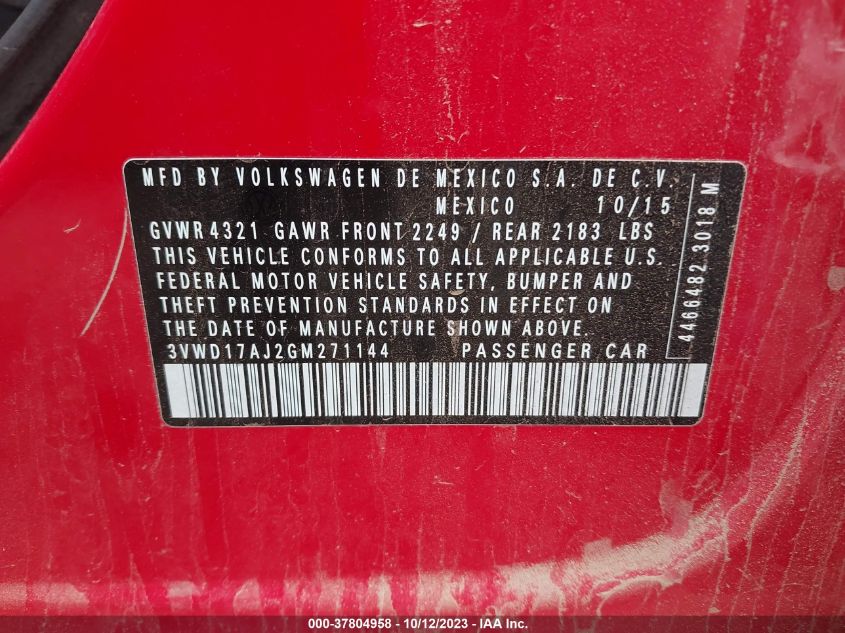 MFD BY VOLKSWAGEN DE MEXICO S.A. DE C.V.
MEXICO 10/15
GVWR 4321 GAWR FRONT 2249 / REAR 2183 LBS
THIS VEHICLE CONFORMS TO ALL APPLICABLE U.S.
FEDERAL MOTOR VEHICLE SAFETY, BUMPER AND
THEFT PREVENTION STANDARDS IN EFFECT ON
THE DATE OF MANUFACTURE SHOWN ABOVE.
3VWD17AJ2GM271144 PASSENGER CAR
4466482 3018 M
000-37804958 - 10/12/2023 - IAA Inc.